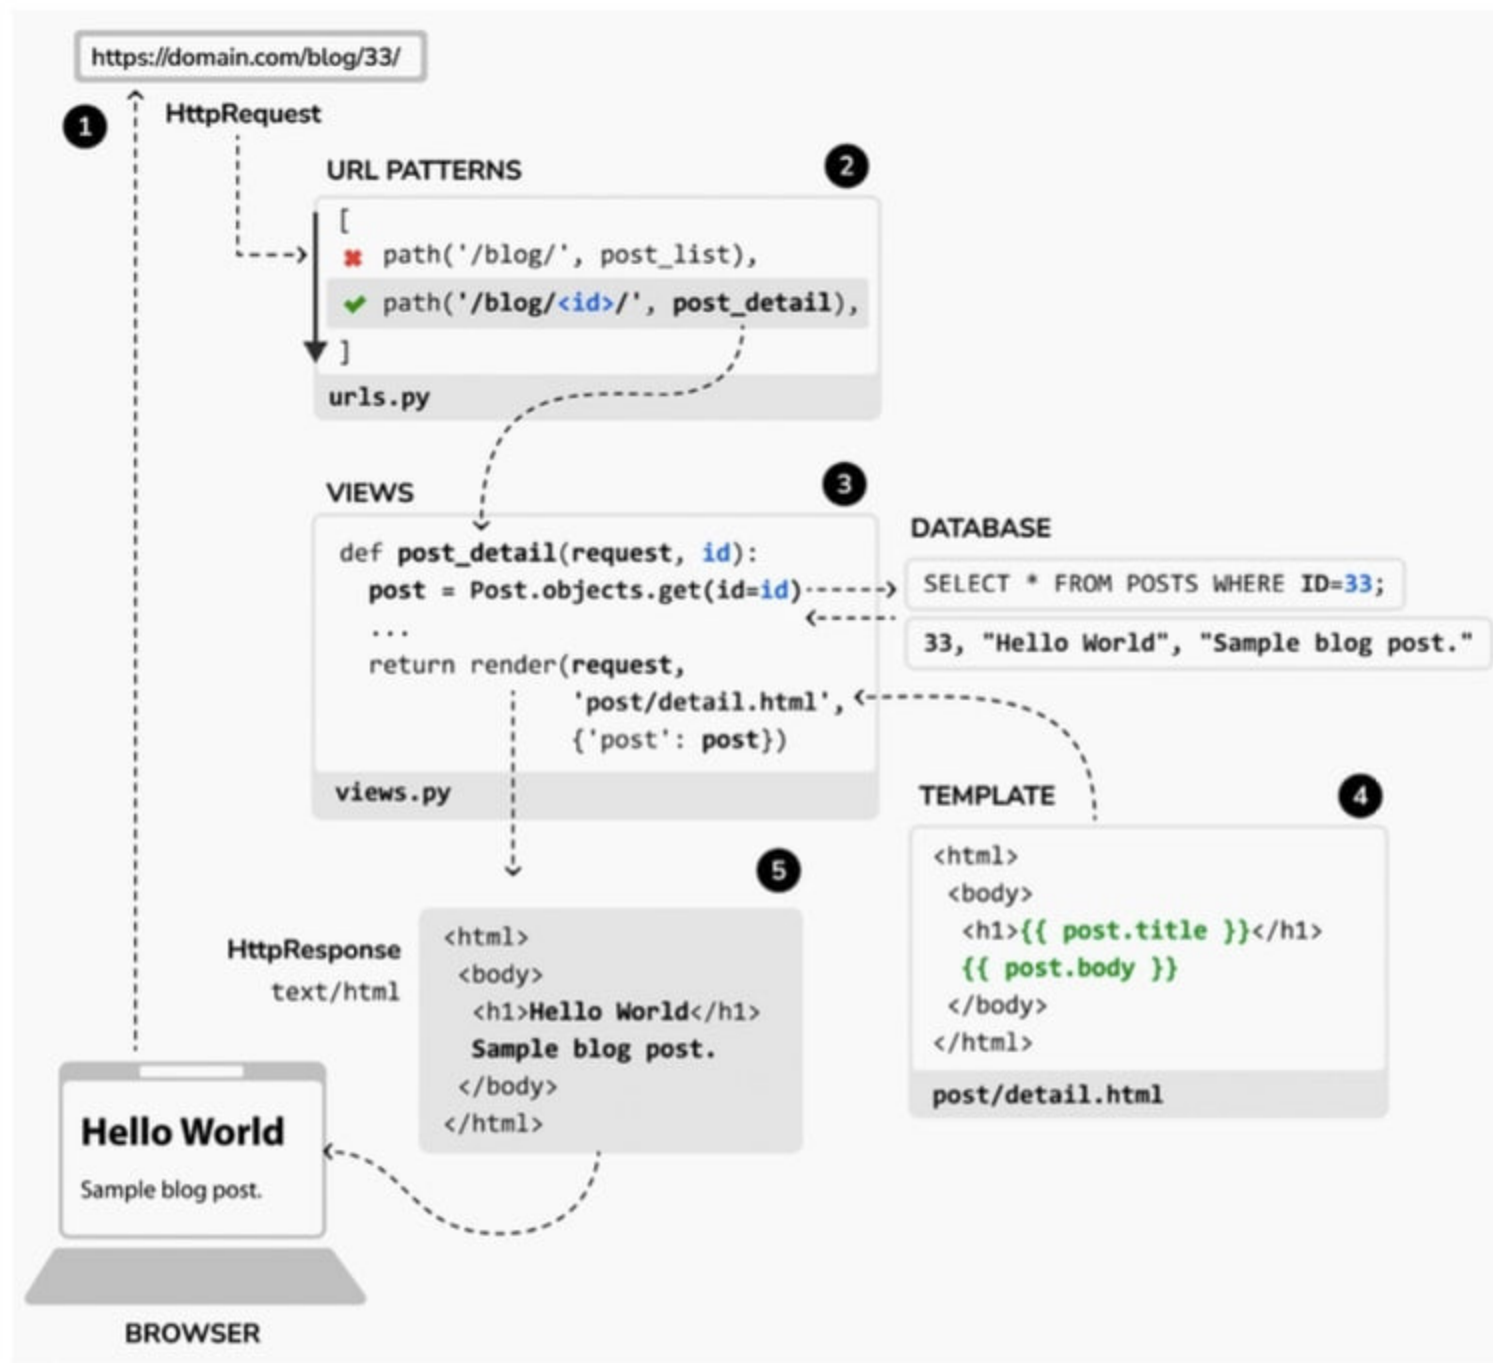 https://domain.com/blog/33/
1
HttpRequest
URL PATTERNS
2
[
path('/blog/', post_list),
path('/blog/<id>/', post_detail),
]
urls.py
VIEWS
3
def post_detail(request, id):
post = Post.objects.get(id=id)
...
return render(request,
'post/detail.html',
{'post': post})
views.py
DATABASE
SELECT * FROM POSTS WHERE ID=33;
33, "Hello World", "Sample blog post."
TEMPLATE
4
<html>
<body>
<h1>{{ post.title }}</h1>
{{ post.body }}
</body>
</html>
post/detail.html
5
HttpResponse
text/html
<html>
<body>
<h1>Hello World</h1>
Sample blog post.
</body>
</html>
Hello World
Sample blog post.
BROWSER